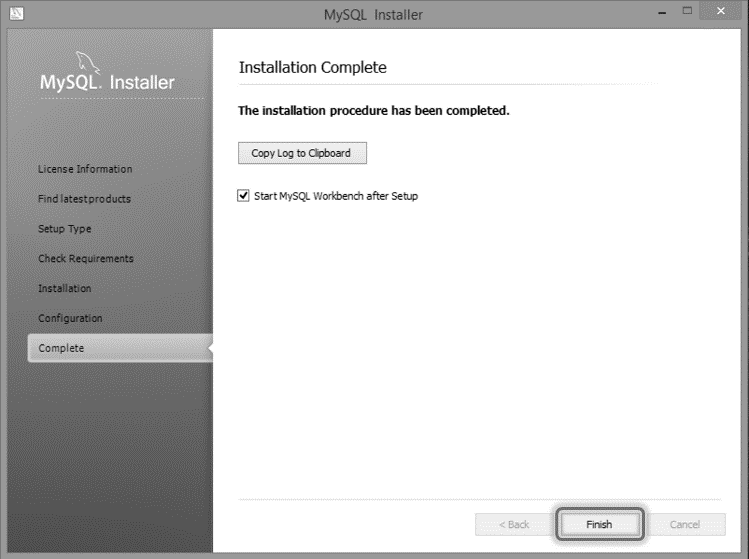 MySQL Installer
MySQL. Installer
License Information
Find latest products
Setup Type
Check Requirements
Installation
Configuration
Complete
Installation Complete
The installation procedure has been completed.
Copy Log to Clipboard
Start MySQL Workbench after Setup
< Back
Finish
Cancel